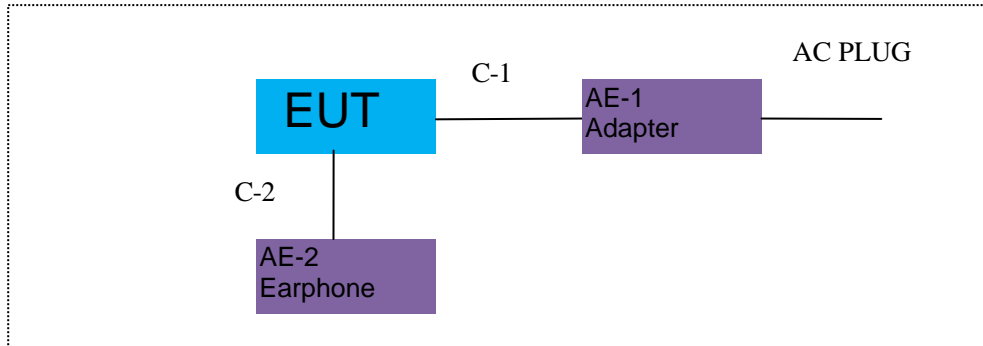 AC PLUG
C-1
EUT
AE-1
Adapter
C-2
AE-2
Earphone